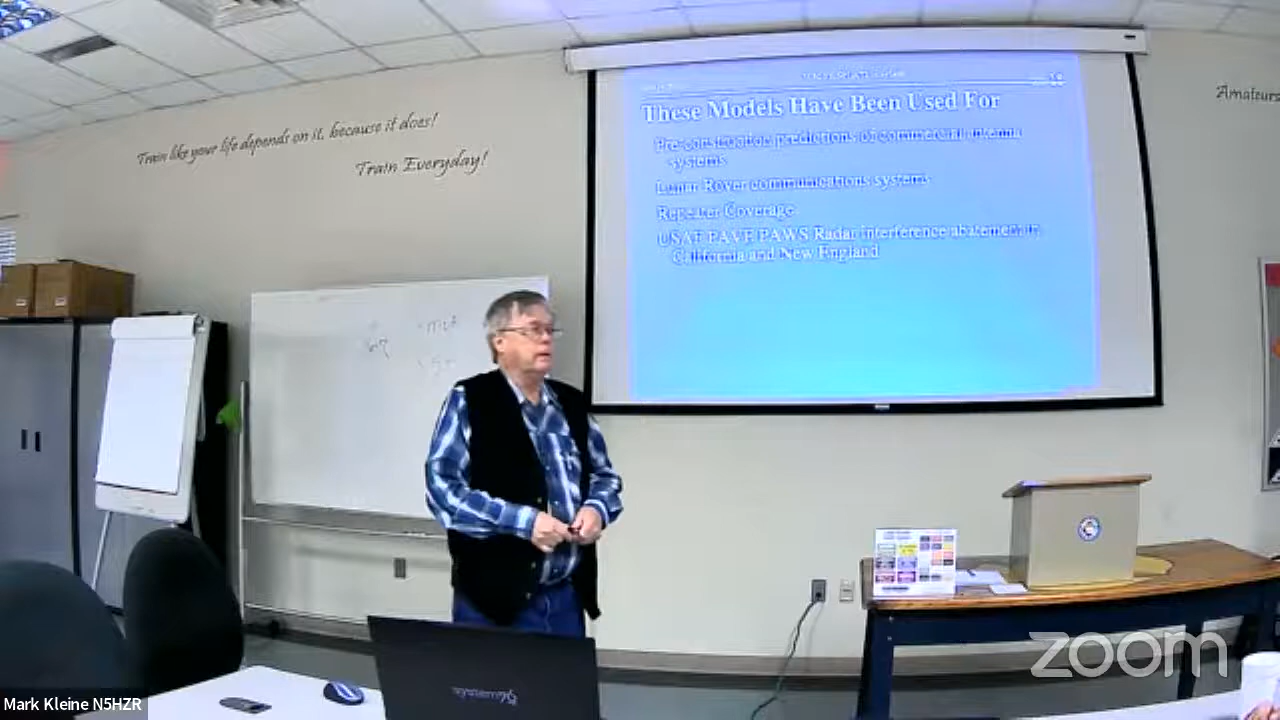 Train like your life depends on it, because it does!
Train Everyday!
Amateurs
These Models Have Been Used For
Pre-construction predictions of commercial antenna
systems
Lunar Rover communications systems
Repeater Coverage
USAF PAVE PAWS Radar interference abatement in
California and New England
zoom
Mark Kleine N5HZR